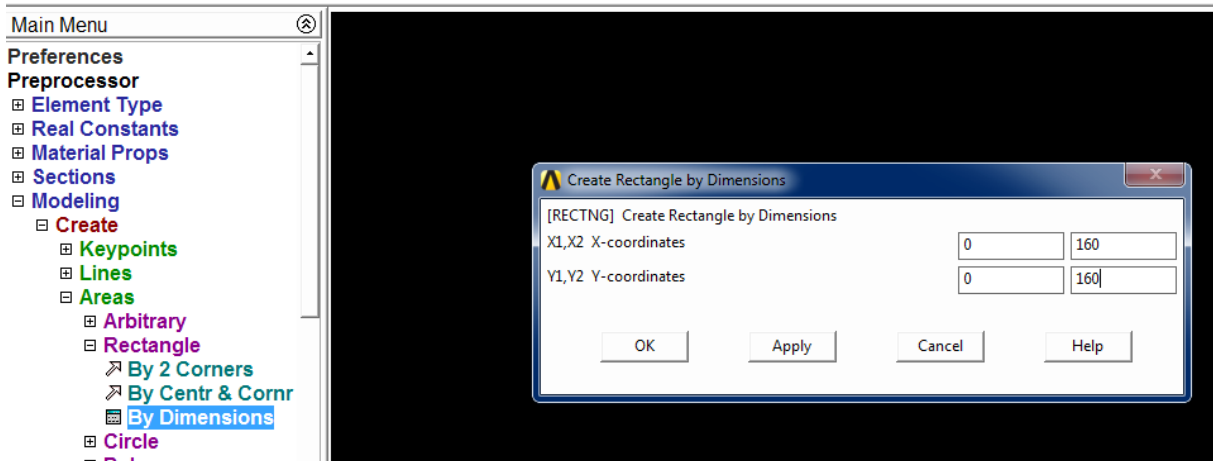 Main Menu
Preferences
Preprocessor
Element Type
Real Constants
Material Props
Sections
Modeling
Create
Keypoints
Lines
Areas
Arbitrary
Rectangle
By 2 Corners
By Centr & Cornr
By Dimensions
Circle
Create Rectangle by Dimensions
[RECTNG] Create Rectangle by Dimensions
X1,X2 X-coordinates 0 160
Y1,Y2 Y-coordinates 0 160
OK Apply Cancel Help